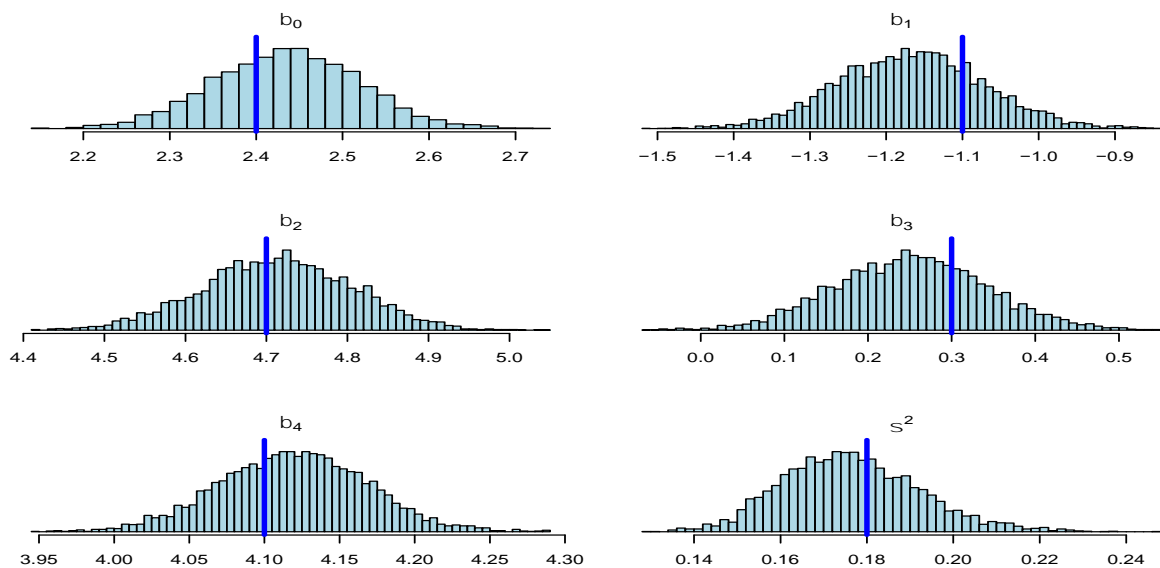 b₀
2.2 2.3 2.4 2.5 2.6 2.7
b₁
−1.5 −1.4 −1.3 −1.2 −1.1 −1.0 −0.9
b₂
4.4 4.5 4.6 4.7 4.8 4.9 5.0
b₃
0.0 0.1 0.2 0.3 0.4 0.5
b₄
3.95 4.00 4.05 4.10 4.15 4.20 4.25 4.30
s²
0.14 0.16 0.18 0.20 0.22 0.24